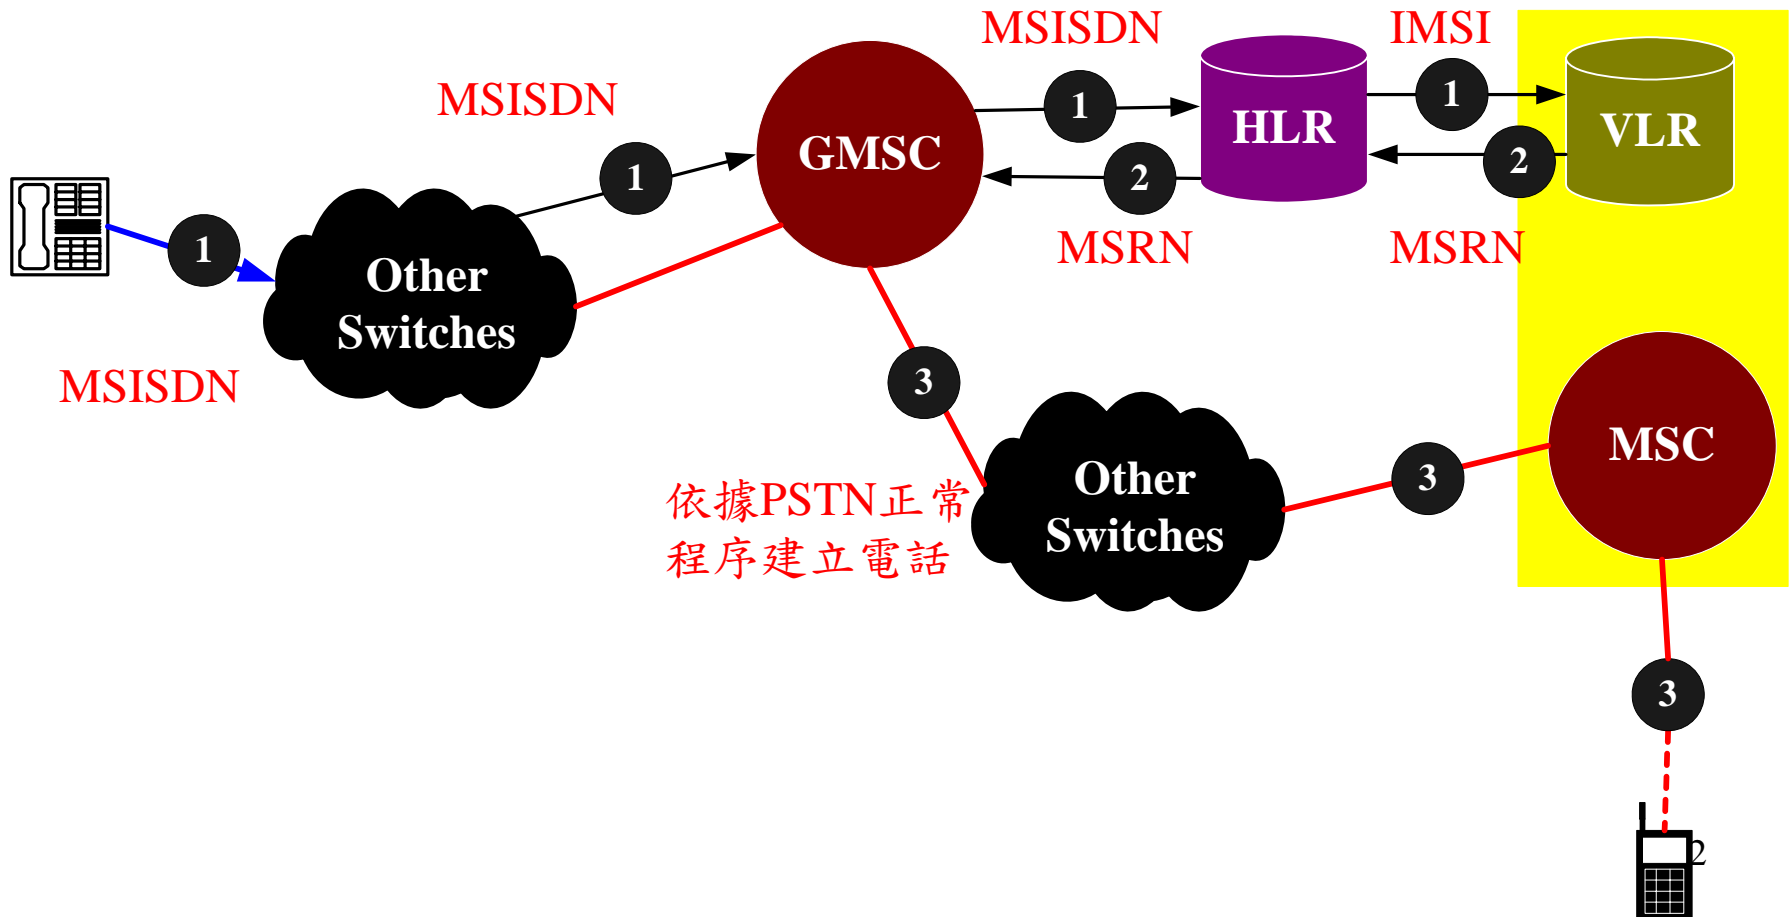 MSISDN
IMSI
MSISDN
1
1
HLR
VLR
GMSC
1
2
2
1
MSRN
MSRN
Other
Switches
MSISDN
3
MSC
依據PSTN正常
程序建立電話
Other
Switches
3
3
2